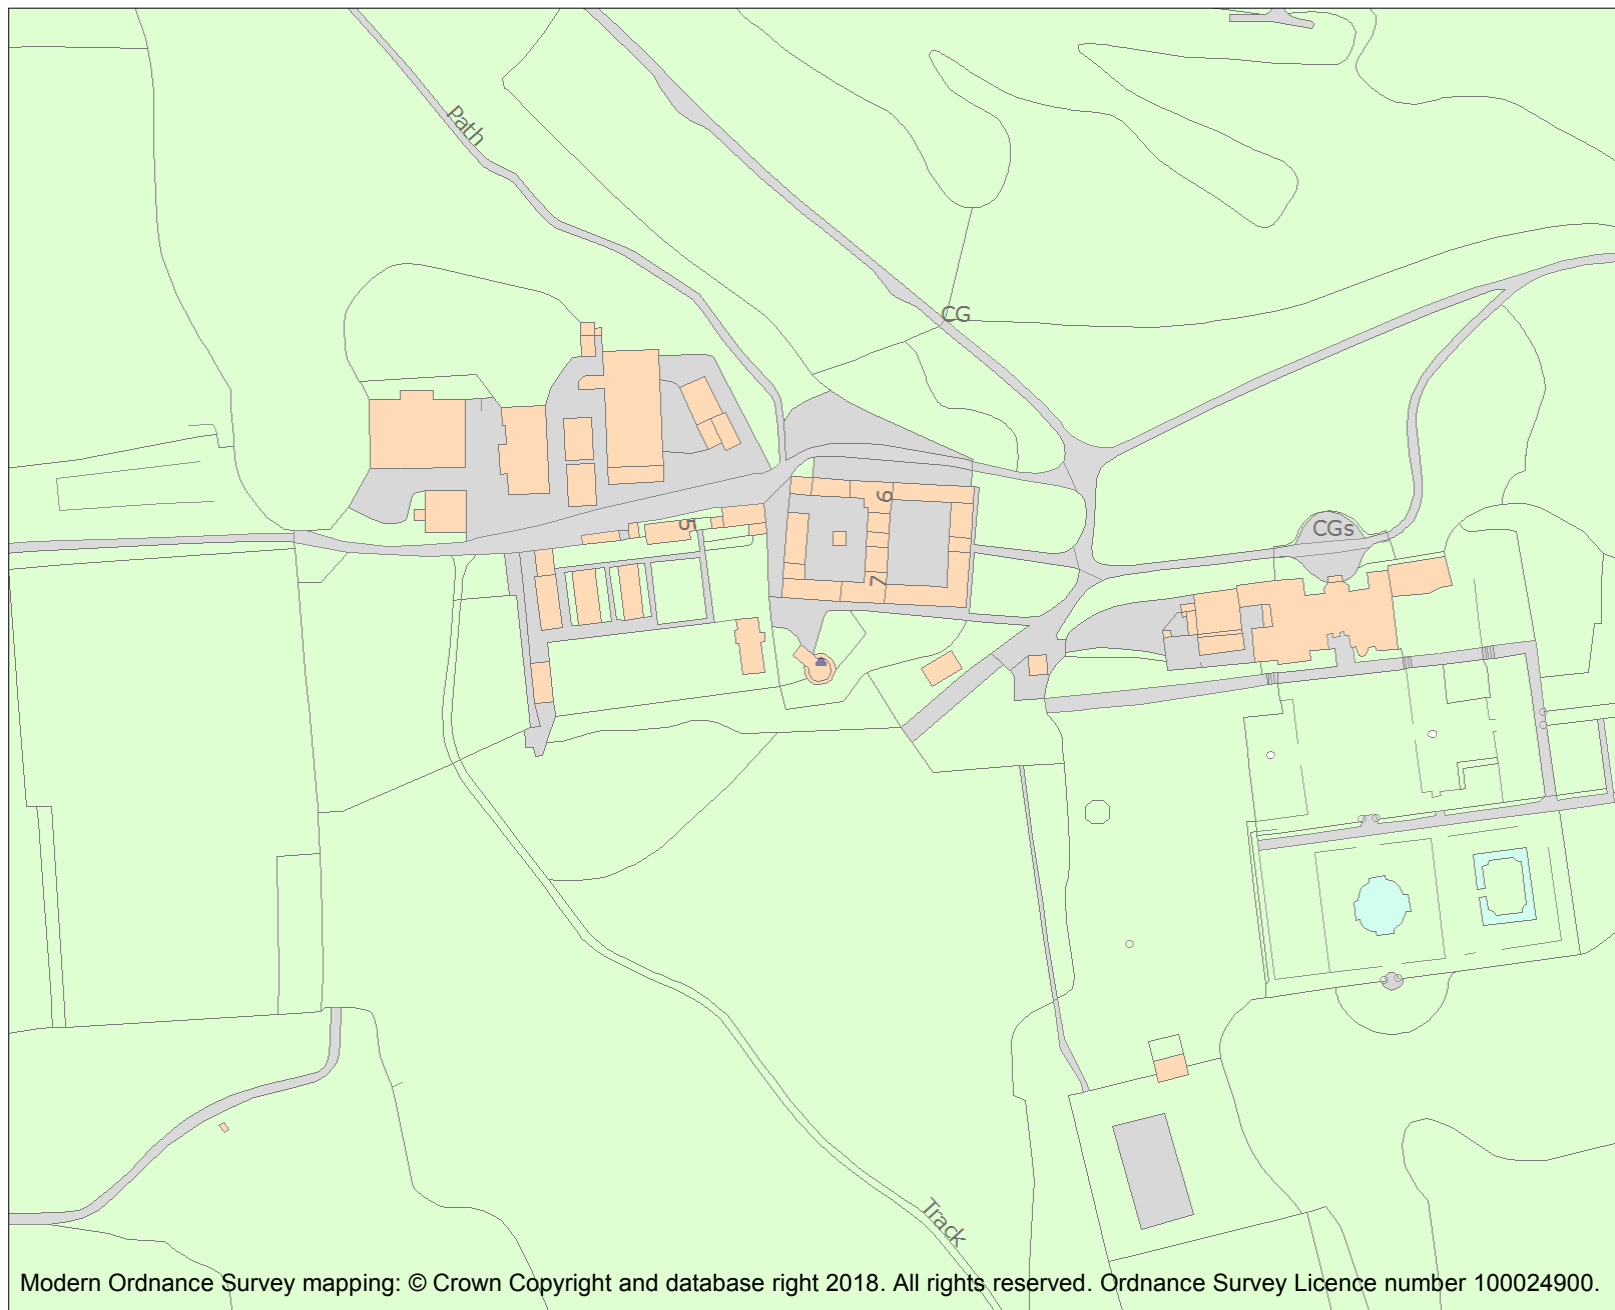 Path
CG
6
5
CGs
7
Track
Modern Ordnance Survey mapping: © Crown Copyright and database right 2018. All rights reserved. Ordnance Survey Licence number 100024900.